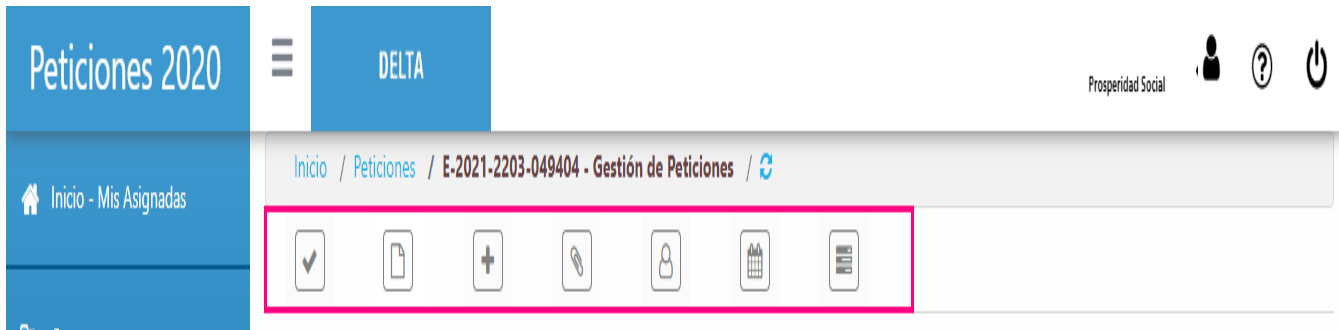 Peticiones 2020
DELTA
Prosperidad Social
Inicio / Peticiones / E-2021-2203-049404 - Gestión de Peticiones /
Inicio - Mis Asignadas